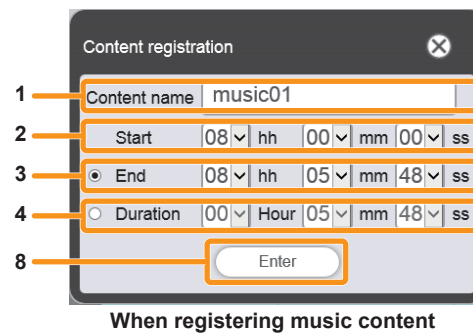 Content registration
1 Content name music01
2 Start 08 hh 00 mm 00 ss
3 End 08 hh 05 mm 48 ss
4 Duration 00 Hour 05 mm 48 ss
8 Enter
When registering music content